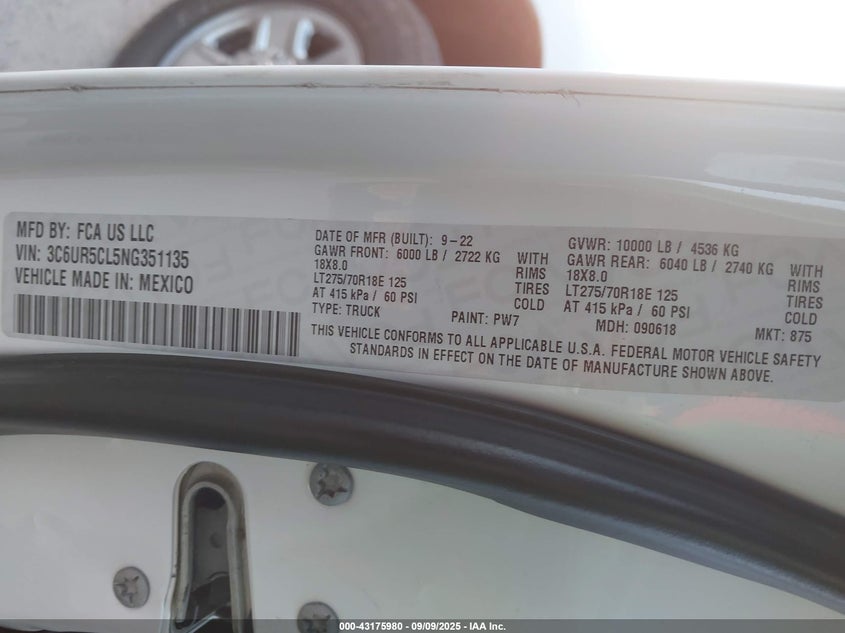 MFD BY: FCA US LLC
VIN: 3C6UR5CL5NG351135
VEHICLE MADE IN: MEXICO
DATE OF MFR (BUILT): 9-22
GAWR FRONT: 6000 LB / 2722 KG WITH
18X8.0 RIMS
LT275/70R18E 125 TIRES
AT 415 kPa / 60 PSI COLD
TYPE: TRUCK PAINT: PW7
GVWR: 10000 LB / 4536 KG
GAWR REAR: 6040 LB / 2740 KG WITH
18X8.0 RIMS
LT275/70R18E 125 TIRES
AT 415 kPa / 60 PSI COLD
MDH: 090618 MKT: 875
THIS VEHICLE CONFORMS TO ALL APPLICABLE U.S.A. FEDERAL MOTOR VEHICLE SAFETY
STANDARDS IN EFFECT ON THE DATE OF MANUFACTURE SHOWN ABOVE.
000-43175980 - 09/09/2025 - IAA Inc.